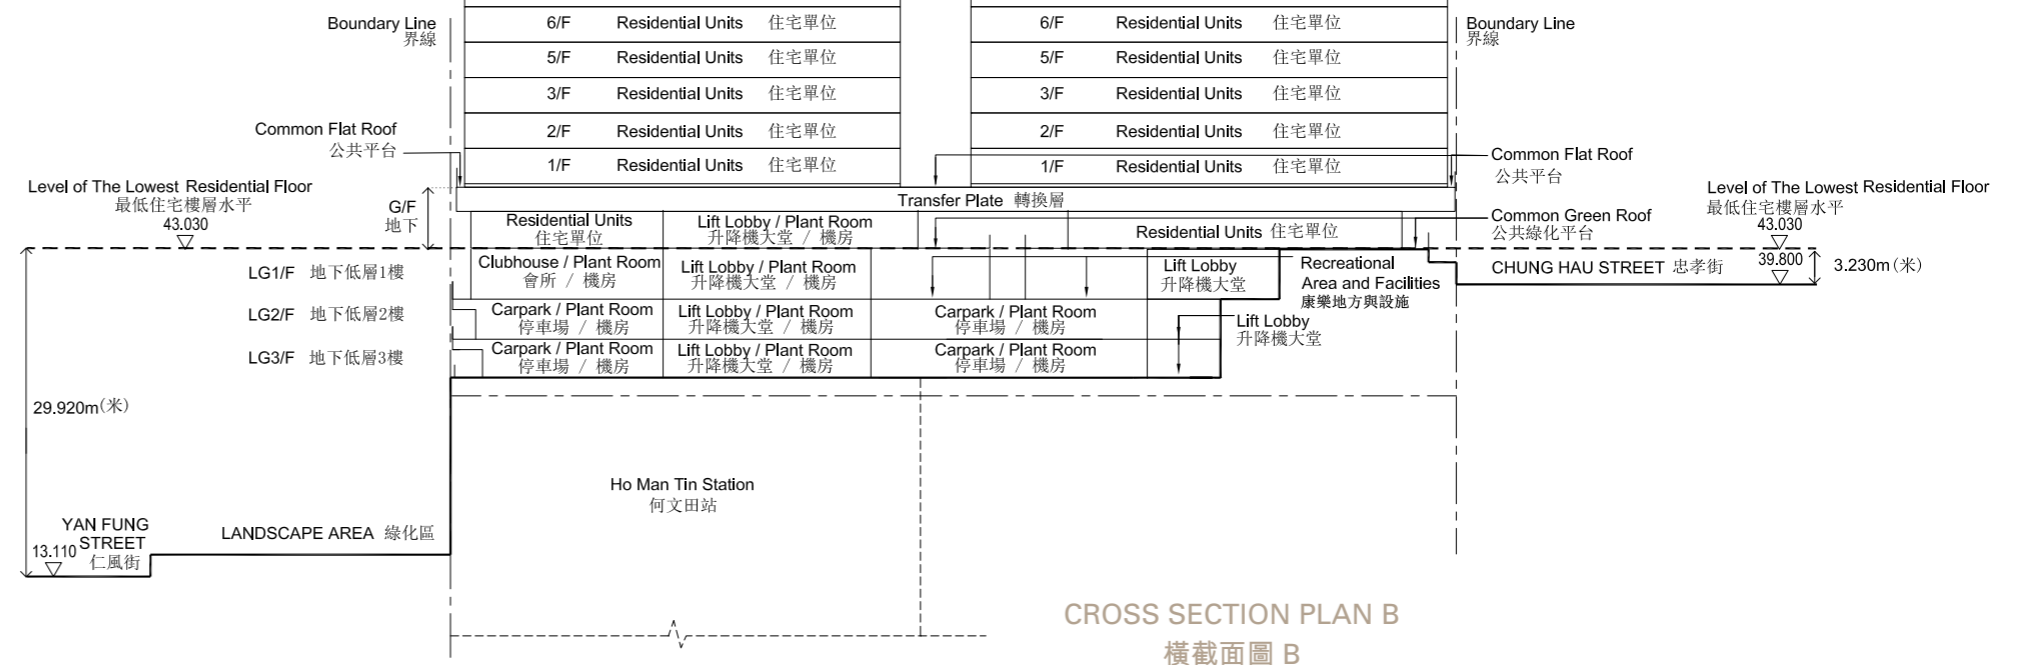 Boundary Line
界線
6/F Residential Units 住宅單位
6/F Residential Units 住宅單位
Boundary Line
界線
5/F Residential Units 住宅單位
5/F Residential Units 住宅單位
3/F Residential Units 住宅單位
3/F Residential Units 住宅單位
Common Flat Roof
公共平台
2/F Residential Units 住宅單位
2/F Residential Units 住宅單位
1/F Residential Units 住宅單位
1/F Residential Units 住宅單位
Common Flat Roof
公共平台
Level of The Lowest Residential Floor
最低住宅樓層水平
43.030
G/F
地下
Transfer Plate 轉換層
Level of The Lowest Residential Floor
最低住宅樓層水平
43.030
Residential Units
住宅單位
Lift Lobby / Plant Room
升降機大堂 / 機房
Residential Units 住宅單位
Common Green Roof
公共綠化平台
LG1/F 地下低層1樓
Clubhouse / Plant Room
會所 / 機房
Lift Lobby / Plant Room
升降機大堂 / 機房
Lift Lobby
升降機大堂
Recreational
Area and Facilities
康樂地方與設施
CHUNG HAU STREET 忠孝街
39.800
3.230m(米)
LG2/F 地下低層2樓
Carpark / Plant Room
停車場 / 機房
Lift Lobby / Plant Room
升降機大堂 / 機房
Carpark / Plant Room
停車場 / 機房
Lift Lobby
升降機大堂
LG3/F 地下低層3樓
Carpark / Plant Room
停車場 / 機房
Lift Lobby / Plant Room
升降機大堂 / 機房
Carpark / Plant Room
停車場 / 機房
29.920m(米)
Ho Man Tin Station
何文田站
YAN FUNG
STREET
仁風街
13.110
LANDSCAPE AREA 綠化區
CROSS SECTION PLAN B
橫截面圖 B